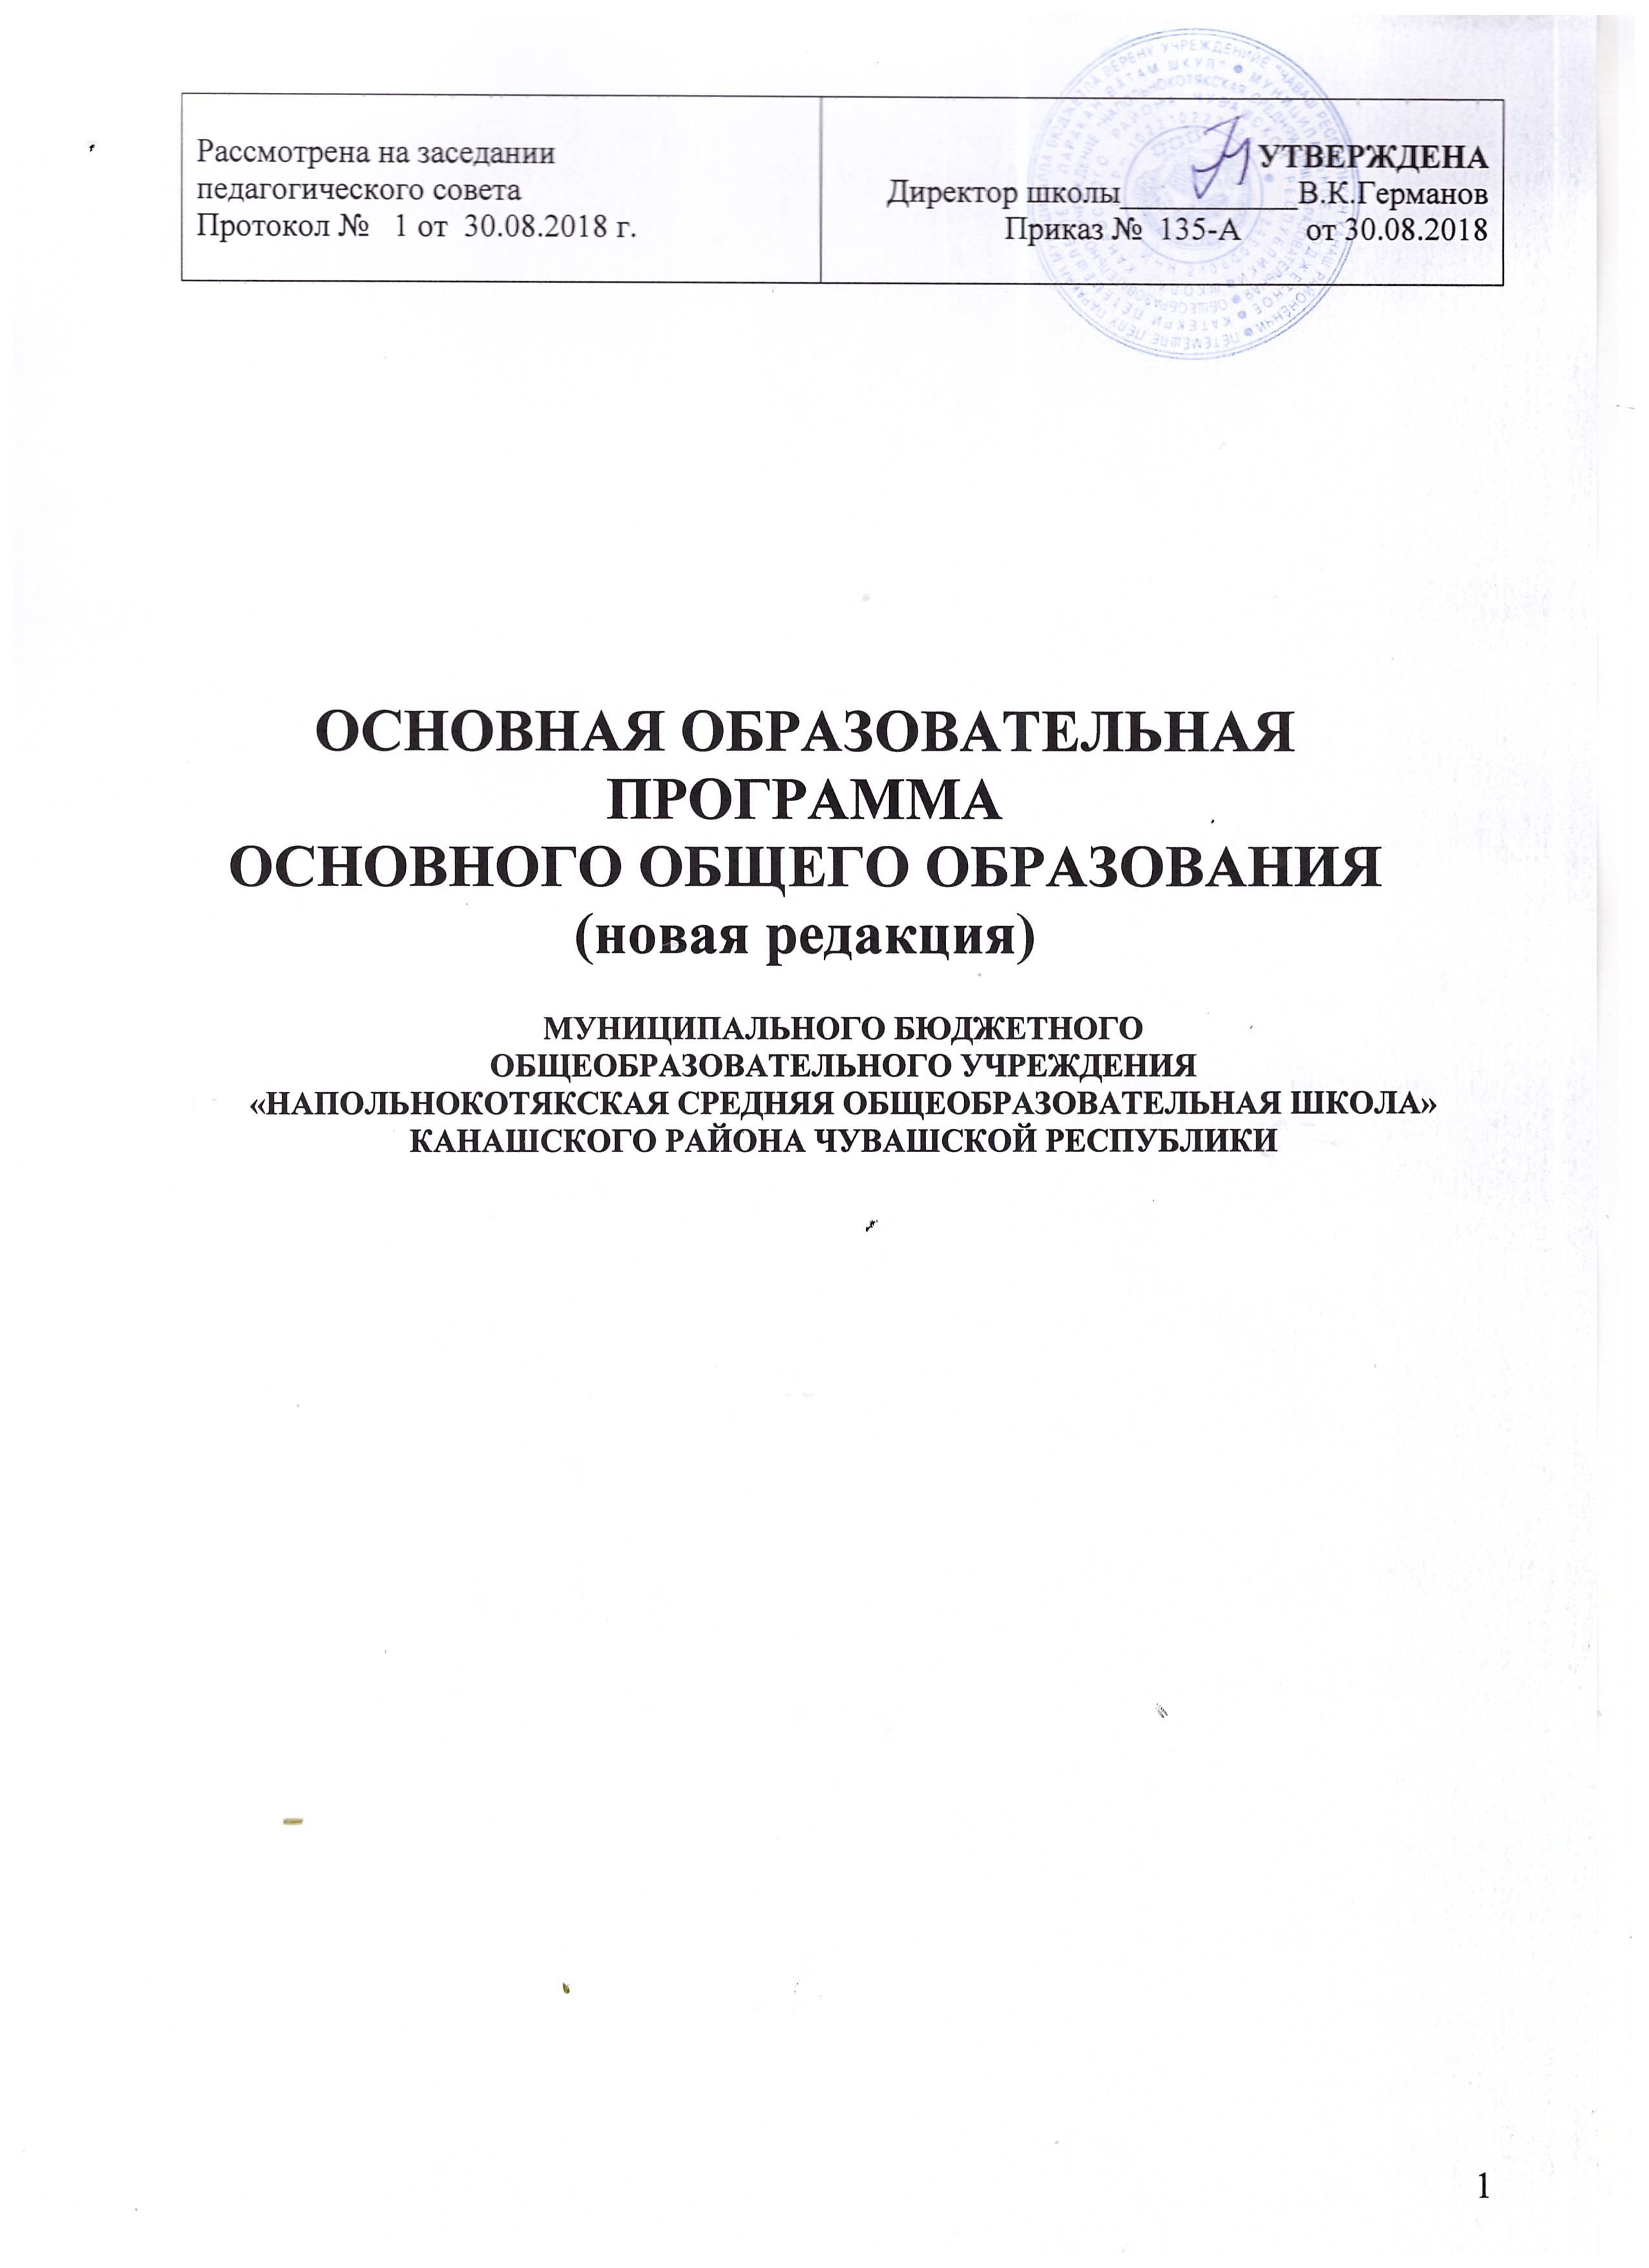 Рассмотрена на заседании
педагогического совета
Протокол № 1 от 30.08.2018 г.
УТВЕРЖДЕНА
Директор школы____________В.К.Германов
Приказ № 135-А от 30.08.2018
ОСНОВНАЯ ОБРАЗОВАТЕЛЬНАЯ
ПРОГРАММА
ОСНОВНОГО ОБЩЕГО ОБРАЗОВАНИЯ
(новая редакция)
МУНИЦИПАЛЬНОГО БЮДЖЕТНОГО
ОБЩЕОБРАЗОВАТЕЛЬНОГО УЧРЕЖДЕНИЯ
«НАПОЛЬНОКОТЯКСКАЯ СРЕДНЯЯ ОБЩЕОБРАЗОВАТЕЛЬНАЯ ШКОЛА»
КАНАШСКОГО РАЙОНА ЧУВАШСКОЙ РЕСПУБЛИКИ
1